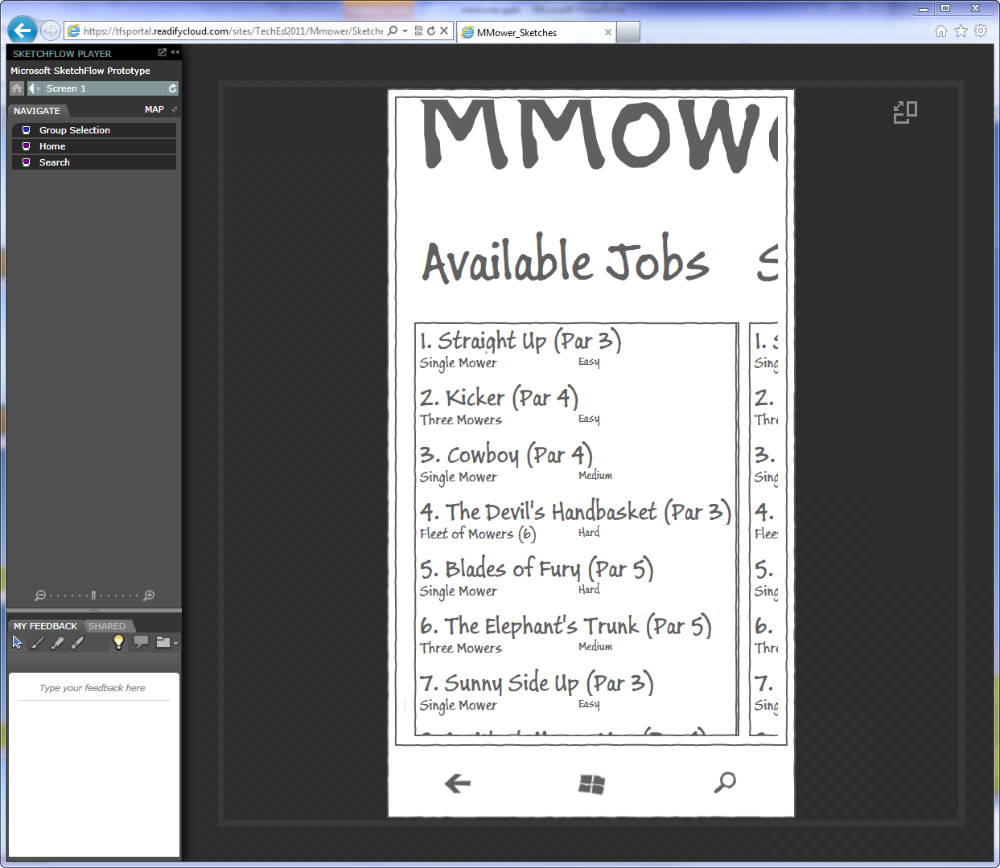 https://tfsportal.readifycloud.com/sites/TechEd2011/Mmower/Sketche
MMower_Sketches
SKETCHFLOW PLAYER
Microsoft SketchFlow Prototype
Screen 1
NAVIGATE
MAP
Group Selection
Home
Search
MY FEEDBACK
SHARED
Type your feedback here
MMow
Available Jobs
S
1. Straight Up (Par 3)
Single Mower
Easy
2. Kicker (Par 4)
Three Mowers
Easy
3. Cowboy (Par 4)
Single Mower
Medium
4. The Devil's Handbasket (Par 3)
Fleet of Mowers (6)
Hard
5. Blades of Fury (Par 5)
Single Mower
Hard
6. The Elephant's Trunk (Par 5)
Three Mowers
Medium
7. Sunny Side Up (Par 3)
Single Mower
Easy
1. S
Sing
2.
Thre
3.
Sing
4.
Flee
5.
Sing
6.
Thre
7.
Sing